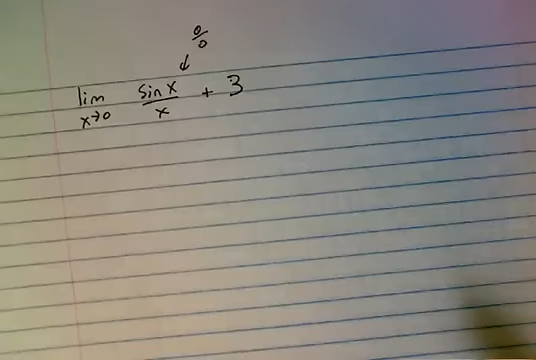 0/0
↓
lim x→0 sin x / x + 3